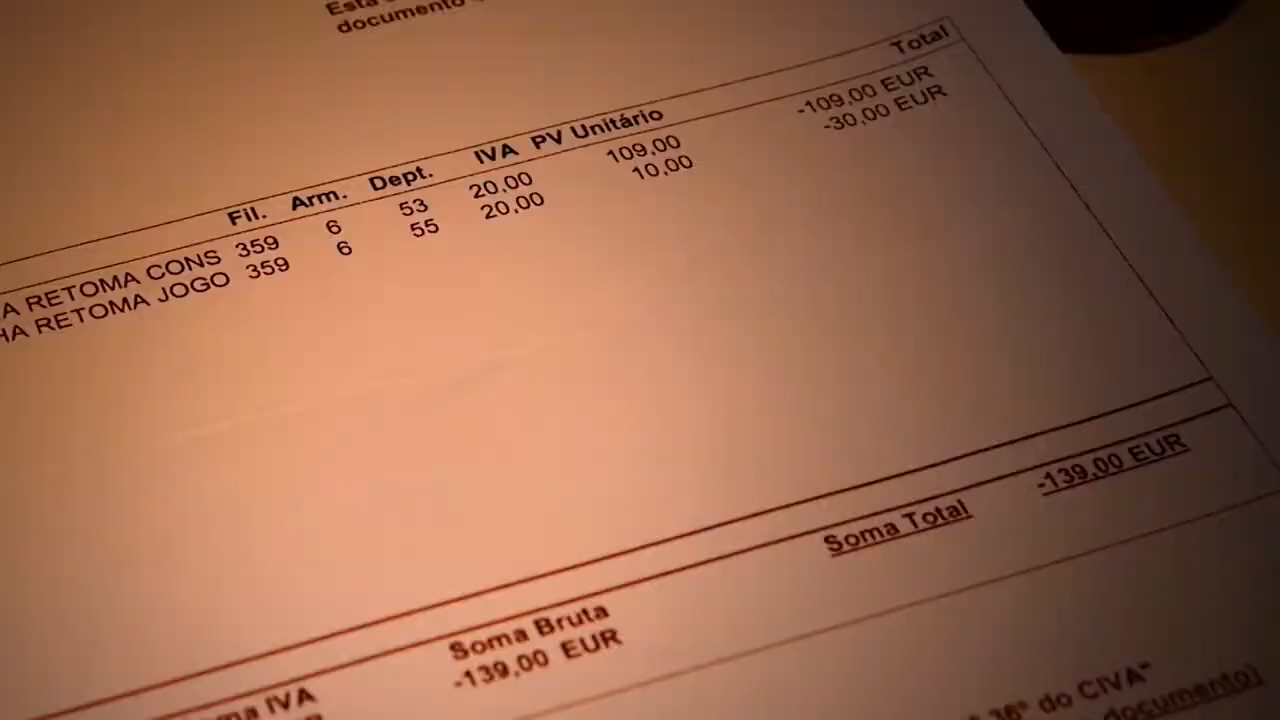 documento
Total
Fil. Arm. Dept. IVA PV Unitário
A RETOMA CONS 359 6 53 20,00 109,00 -109,00 EUR
HA RETOMA JOGO 359 6 55 20,00 10,00 -30,00 EUR
Soma Total -139,00 EUR
Soma Bruta
-139,00 EUR
ma IVA
36º do CIVA"
documento)